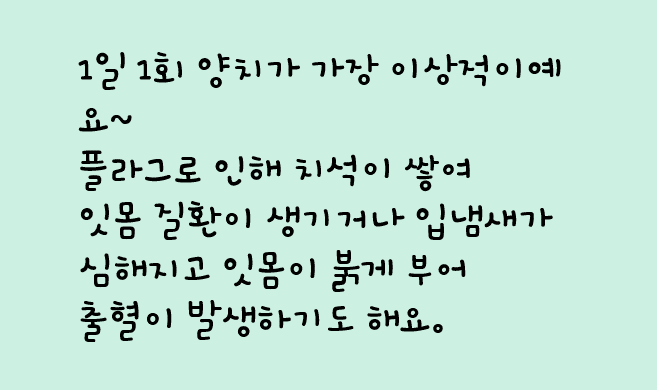 1일 1회 양치가 가장 이상적이예
요~
플라그로 인해 치석이 쌓여
잇몸 질환이 생기거나 입냄새가
심해지고 잇몸이 붉게 부어
출혈이 발생하기도 해요.